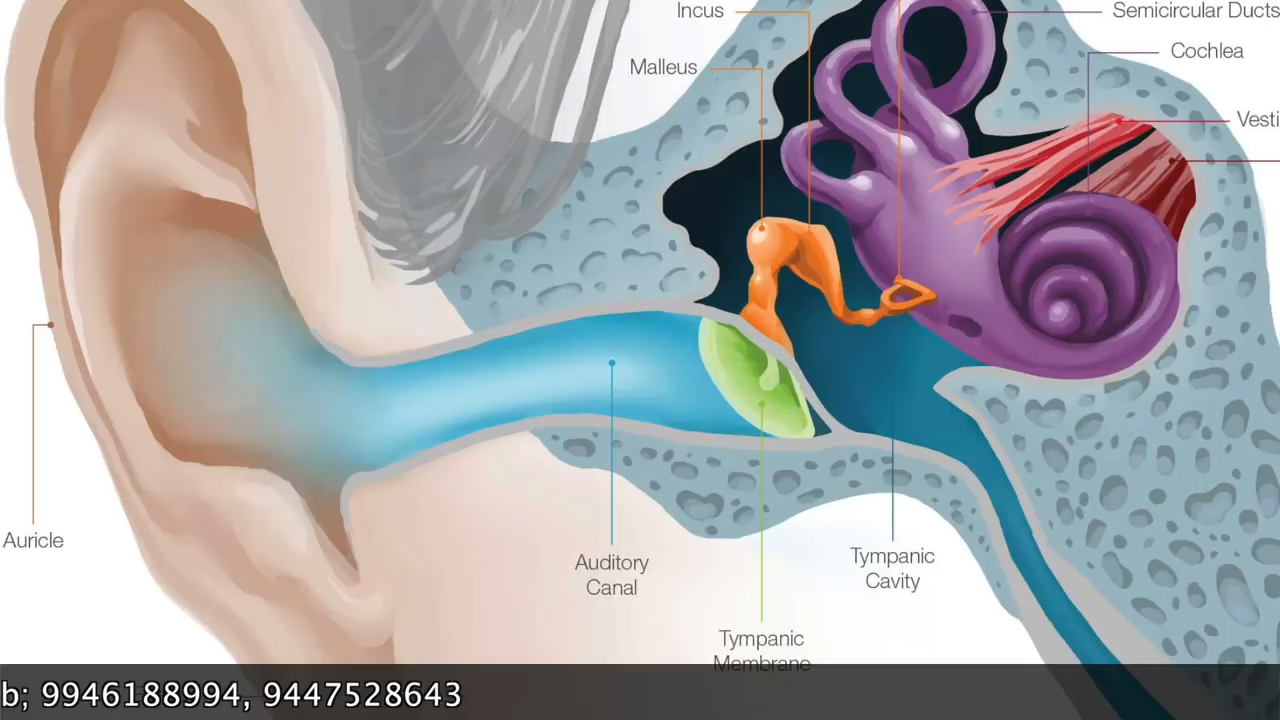 Incus
Semicircular Ducts
Cochlea
Malleus
Vesti
Auricle
Auditory
Canal
Tympanic
Cavity
Tympanic
Membrane
b; 9946188994, 9447528643